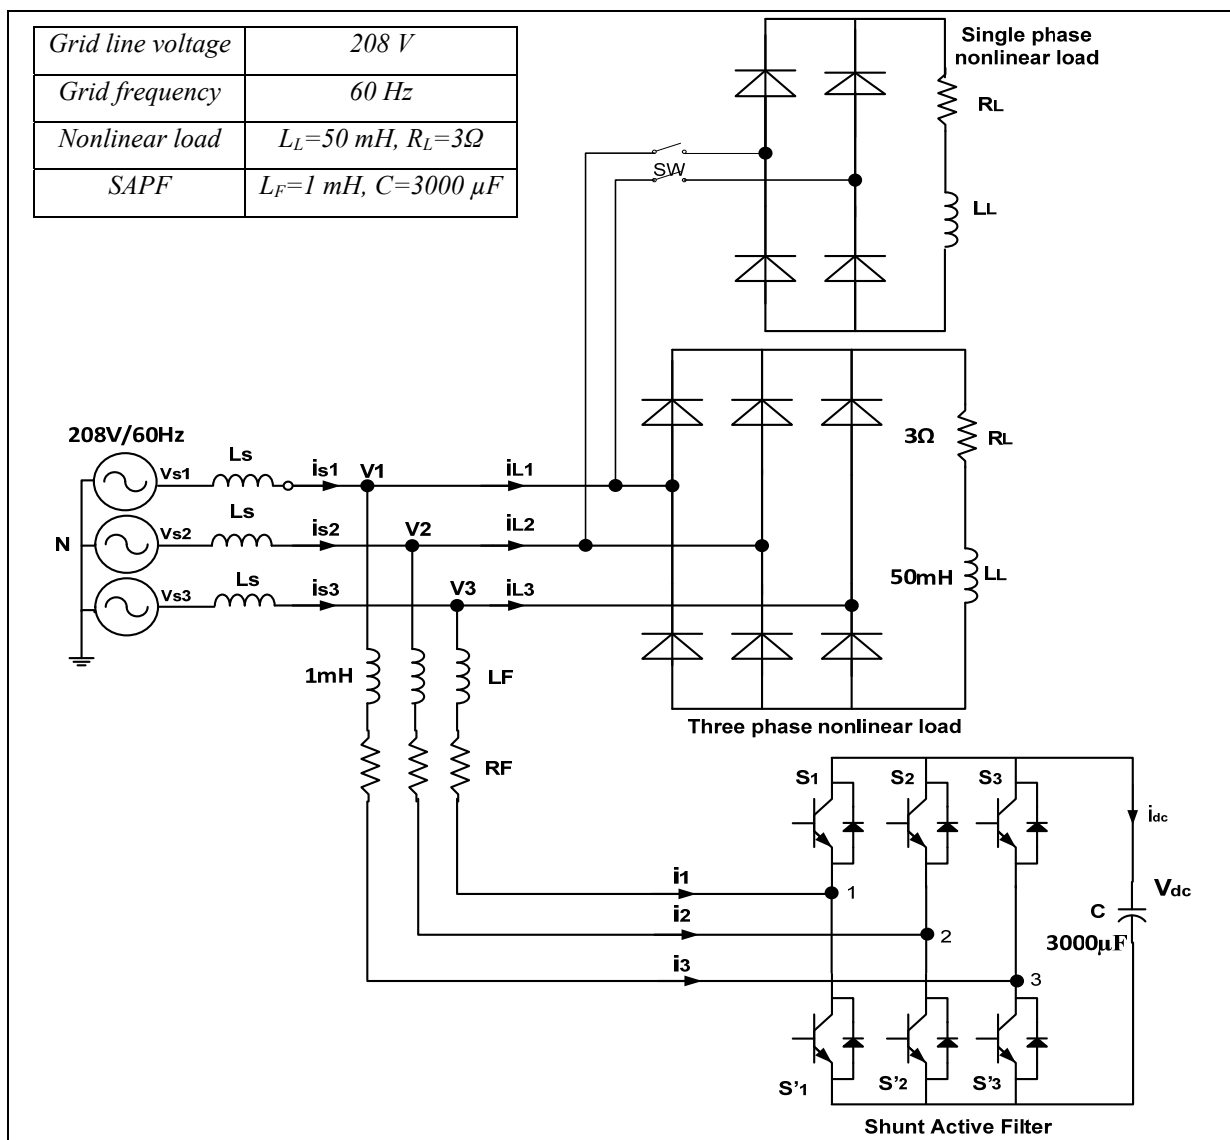 Grid line voltage 208 V
Grid frequency 60 Hz
Nonlinear load L_L=50 mH, R_L=3Ω
SAPF L_F=1 mH, C=3000 µF
Single phase
nonlinear load
RL
SW
LL
208V/60Hz
N
Vs1 Ls is1 V1 iL1
Vs2 Ls is2 V2 iL2
Vs3 Ls is3 V3 iL3
3Ω RL
50mH LL
1mH LF
RF
Three phase nonlinear load
S1 S2 S3
idc
i1 1
i2 2
i3 3
Vdc
C
3000µF
S'1 S'2 S'3
Shunt Active Filter